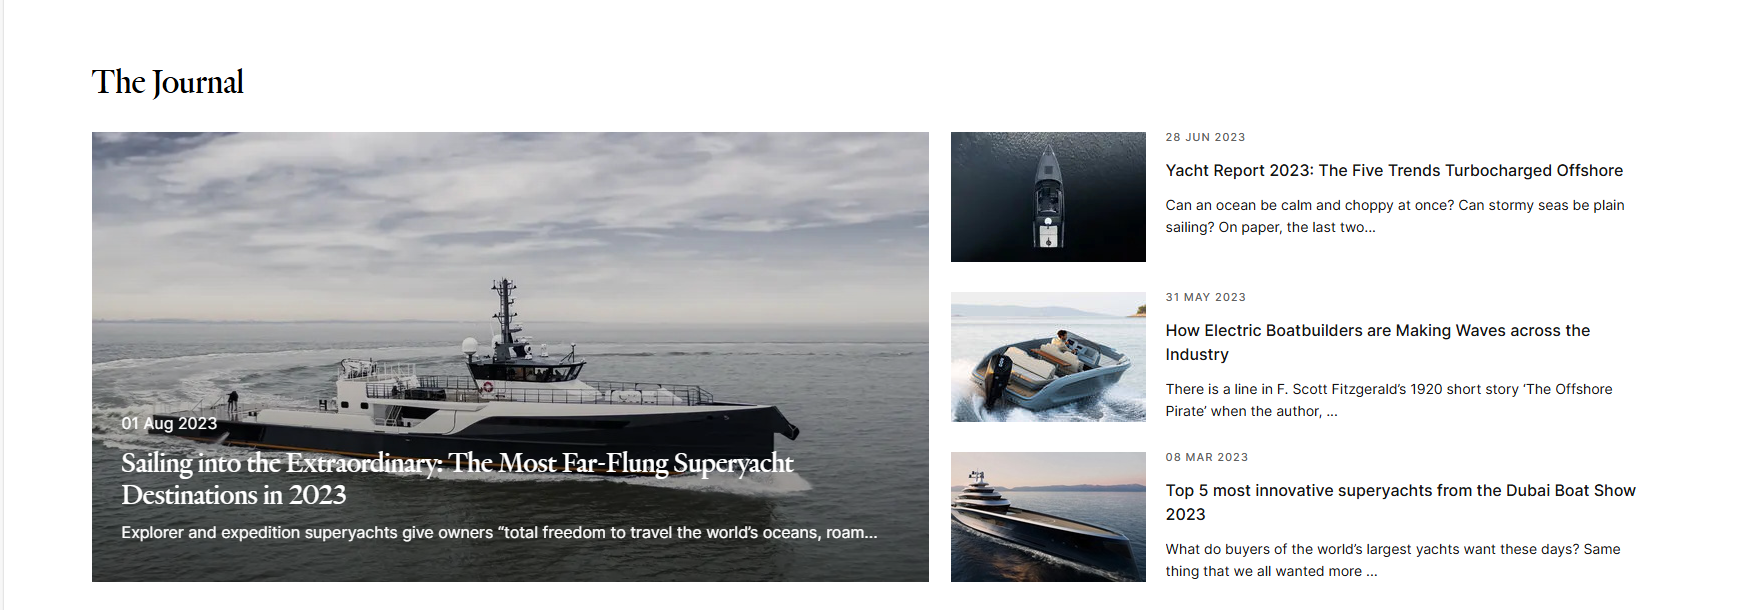 The Journal
01 Aug 2023
Sailing into the Extraordinary: The Most Far-Flung Superyacht
Destinations in 2023
Explorer and expedition superyachts give owners “total freedom to travel the world’s oceans, roam...
28 JUN 2023
Yacht Report 2023: The Five Trends Turbocharged Offshore
Can an ocean be calm and choppy at once? Can stormy seas be plain
sailing? On paper, the last two...
31 MAY 2023
How Electric Boatbuilders are Making Waves across the
Industry
There is a line in F. Scott Fitzgerald’s 1920 short story ‘The Offshore
Pirate’ when the author, ...
08 MAR 2023
Top 5 most innovative superyachts from the Dubai Boat Show
2023
What do buyers of the world’s largest yachts want these days? Same
thing that we all wanted more ...